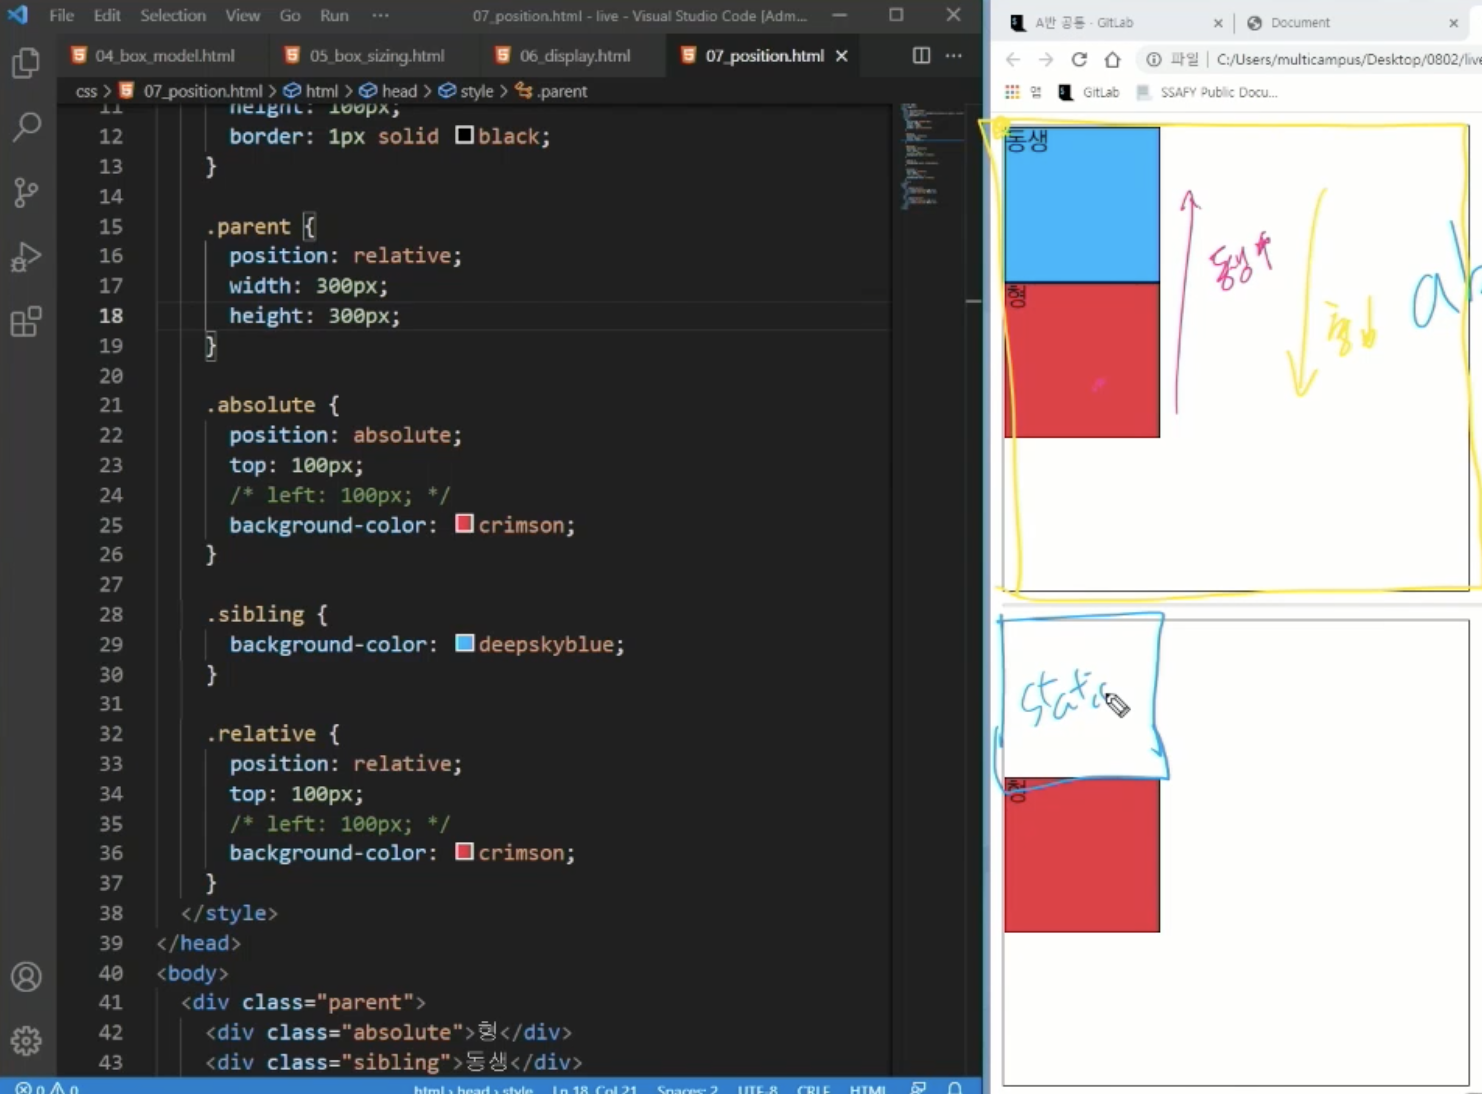 File Edit Selection View Go Run ··· 07_position.html - live - Visual Studio Code [Adm...
04_box_model.html 05_box_sizing.html 06_display.html 07_position.html
css > 07_position.html > html > head > style > .parent
11 height: 100px;
12 border: 1px solid black;
13 }
14
15 .parent {
16 position: relative;
17 width: 300px;
18 height: 300px;
19 }
20
21 .absolute {
22 position: absolute;
23 top: 100px;
24 /* left: 100px; */
25 background-color: crimson;
26 }
27
28 .sibling {
29 background-color: deepskyblue;
30 }
31
32 .relative {
33 position: relative;
34 top: 100px;
35 /* left: 100px; */
36 background-color: crimson;
37 }
38 </style>
39 </head>
40 <body>
41 <div class="parent">
42 <div class="absolute">형</div>
43 <div class="sibling">동생</div>
0 0 html > head > style Ln 18, Col 21 Spaces: 2 UTF-8 CRLF HTML
A반 공통 · GitLab Document
파일 C:/Users/multicampus/Desktop/0802/live
앱 GitLab SSAFY Public Docu...
동생
형
동생
ab
static
형